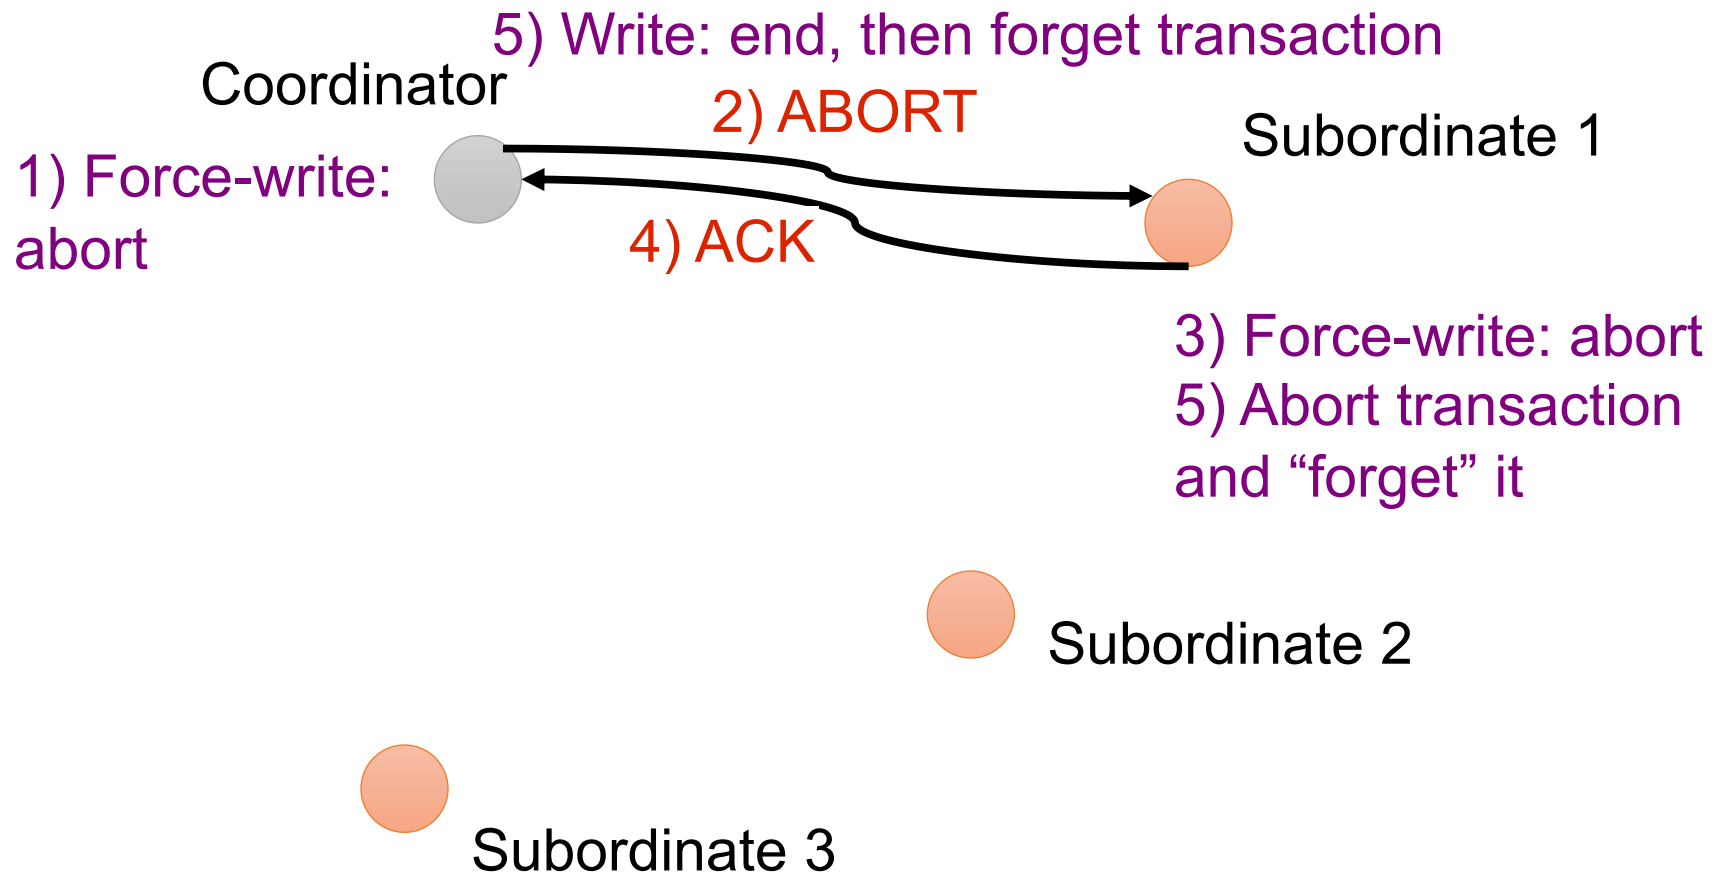 5) Write: end, then forget transaction
Coordinator
2) ABORT
Subordinate 1
1) Force-write:
abort
4) ACK
3) Force-write: abort
5) Abort transaction
and “forget” it
Subordinate 2
Subordinate 3